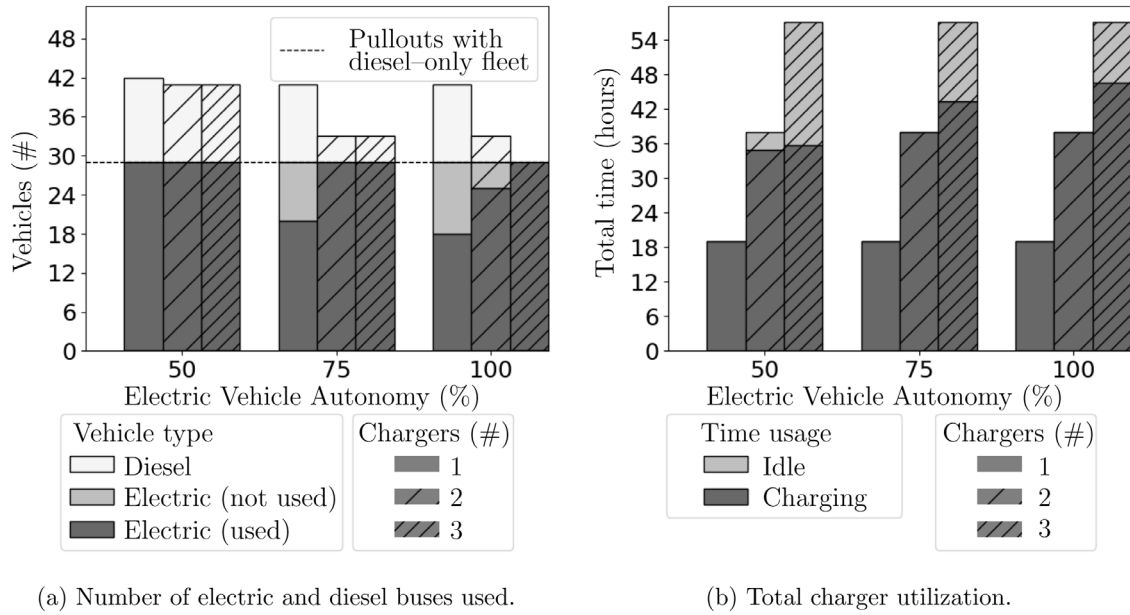 Vehicles (#)
48
42
36
30
24
18
12
6
0
Pullouts with
diesel–only fleet
50
75
100
Electric Vehicle Autonomy (%)
Vehicle type
Diesel
Electric (not used)
Electric (used)
Chargers (#)
1
2
3
(a) Number of electric and diesel buses used.
Total time (hours)
54
48
42
36
30
24
18
12
6
0
50
75
100
Electric Vehicle Autonomy (%)
Time usage
Idle
Charging
Chargers (#)
1
2
3
(b) Total charger utilization.